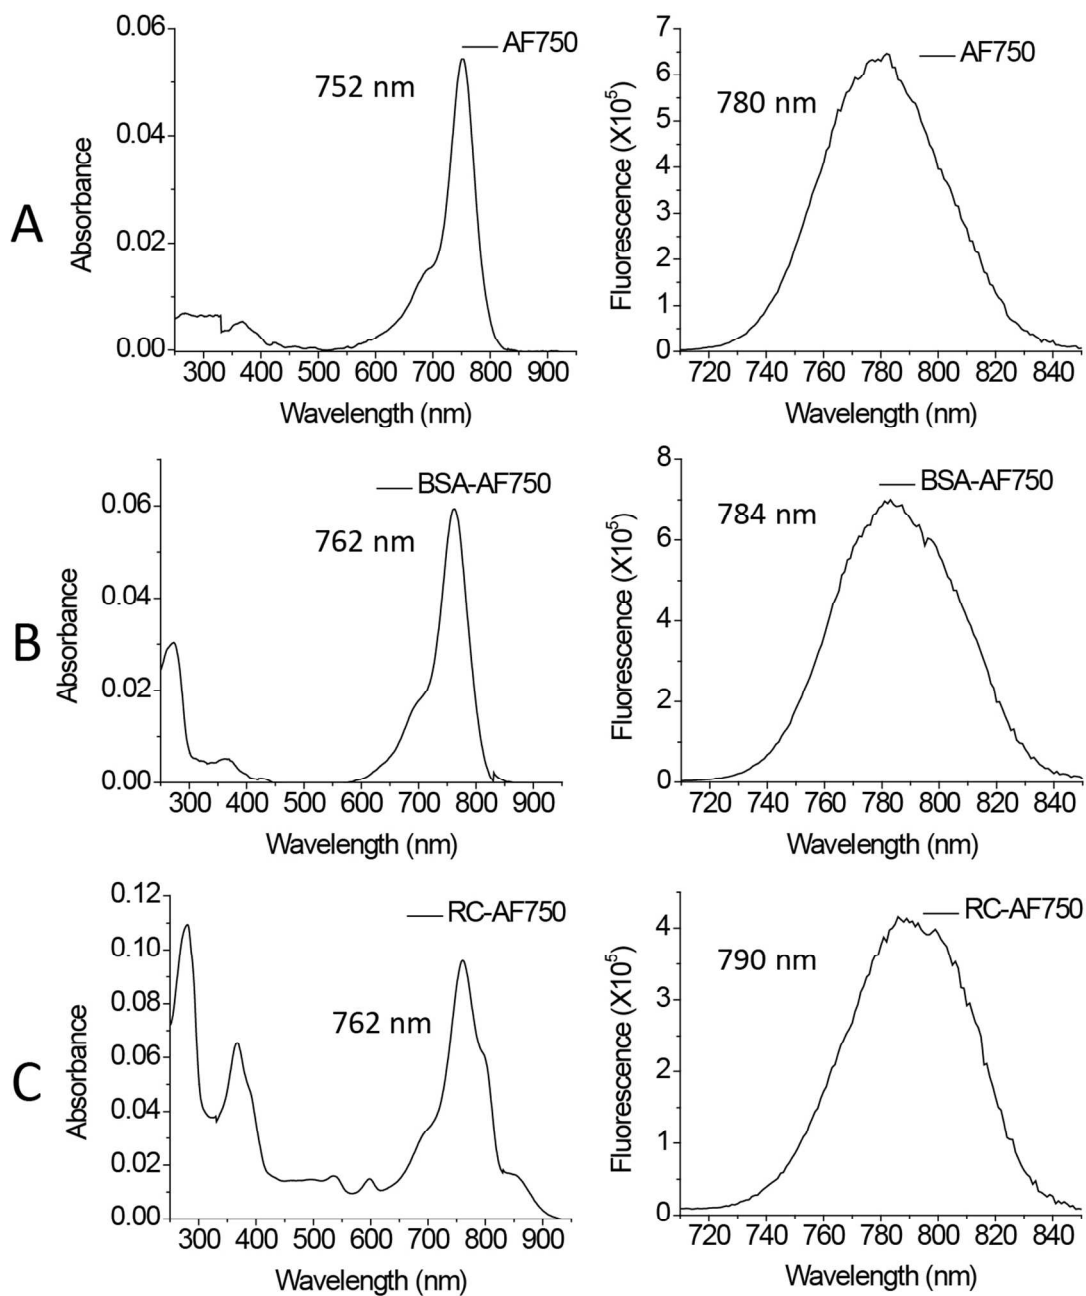 A
0.06
0.04
0.02
0.00
Absorbance
AF750
752 nm
300 400 500 600 700 800 900
Wavelength (nm)
7
6
5
4
3
2
1
0
Fluorescence (X10⁵)
AF750
780 nm
720 740 760 780 800 820 840
Wavelength (nm)
B
0.06
0.04
0.02
0.00
Absorbance
BSA-AF750
762 nm
300 400 500 600 700 800 900
Wavelength (nm)
8
6
4
2
0
Fluorescence (X10⁵)
BSA-AF750
784 nm
720 740 760 780 800 820 840
Wavelength (nm)
C
0.12
0.10
0.08
0.06
0.04
0.02
0.00
Absorbance
RC-AF750
762 nm
300 400 500 600 700 800 900
Wavelength (nm)
4
3
2
1
0
Fluorescence (X10⁵)
RC-AF750
790 nm
720 740 760 780 800 820 840
Wavelength (nm)